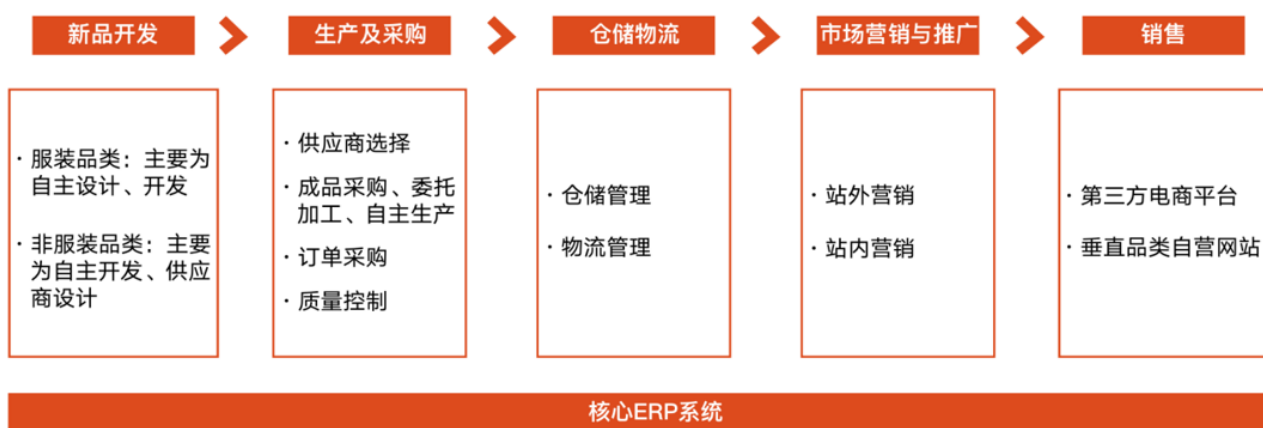 新品开发
生产及采购
仓储物流
市场营销与推广
销售
· 服装品类：主要为
自主设计、开发
· 非服装品类：主要
为自主开发、供应
商设计
· 供应商选择
· 成品采购、委托
加工、自主生产
· 订单采购
· 质量控制
· 仓储管理
· 物流管理
· 站外营销
· 站内营销
· 第三方电商平台
· 垂直品类自营网站
核心ERP系统